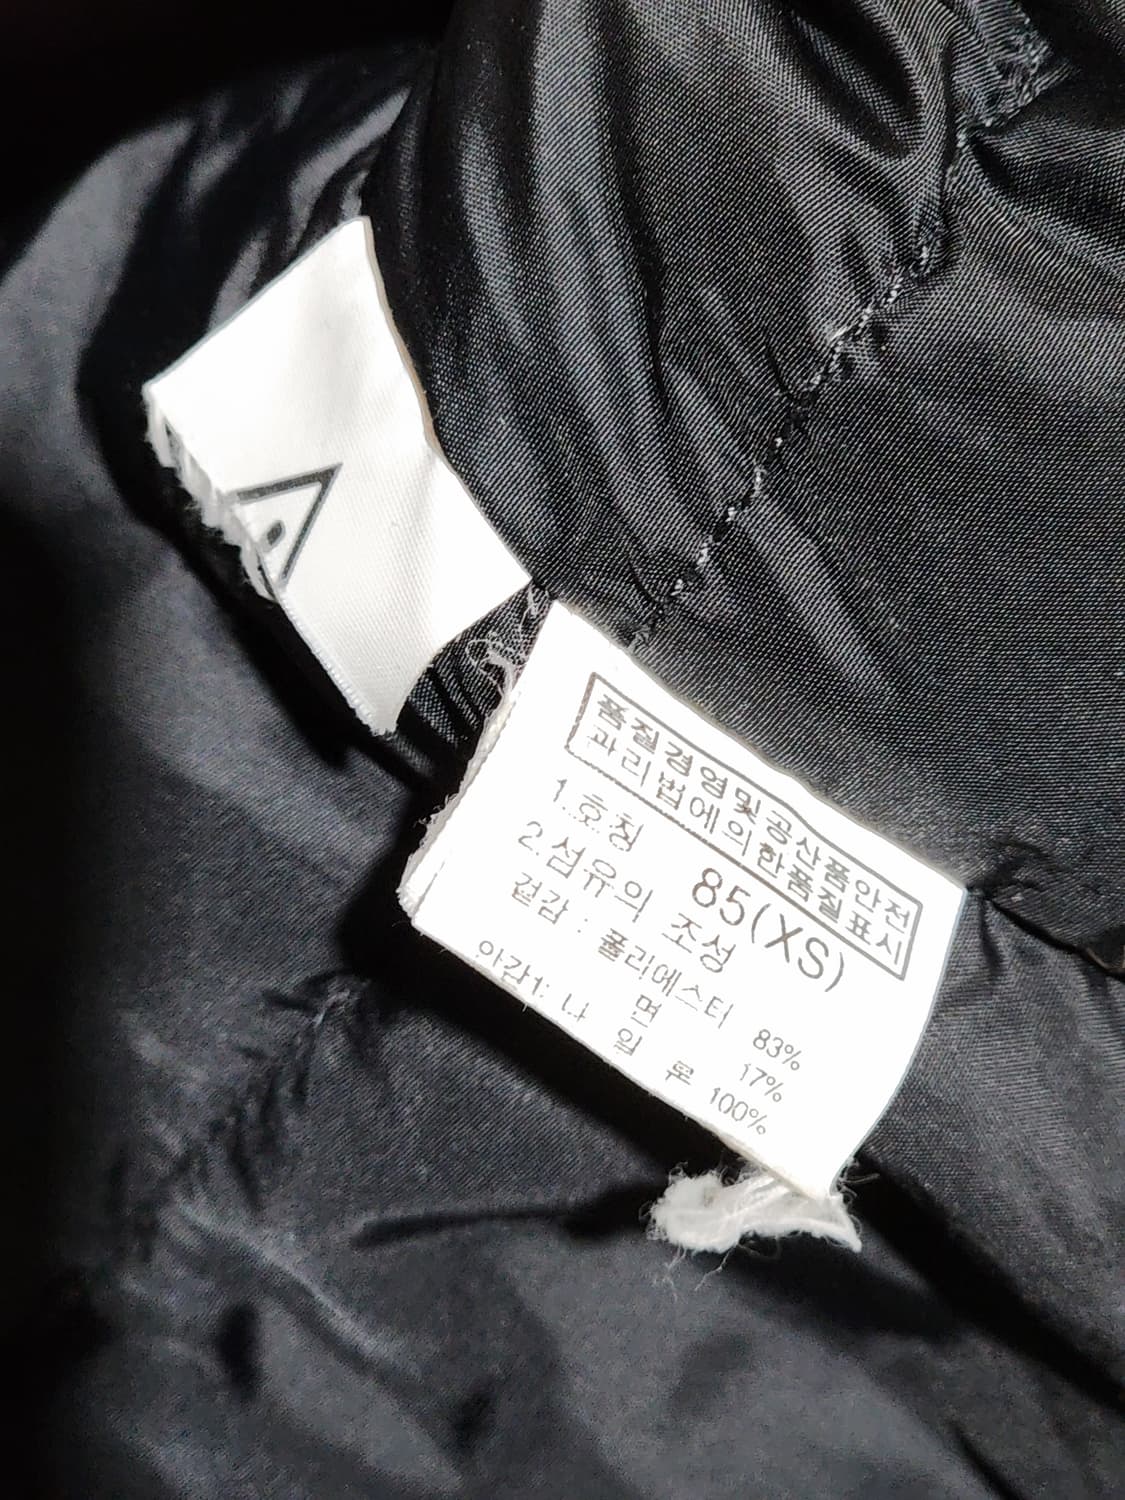 품질경영및공산품안전
관리법에의한품질표시
1.호칭 85(XS)
2.섬유의 조성
겉감 : 폴리에스터 83%
면 17%
안감1: 나일론 100%